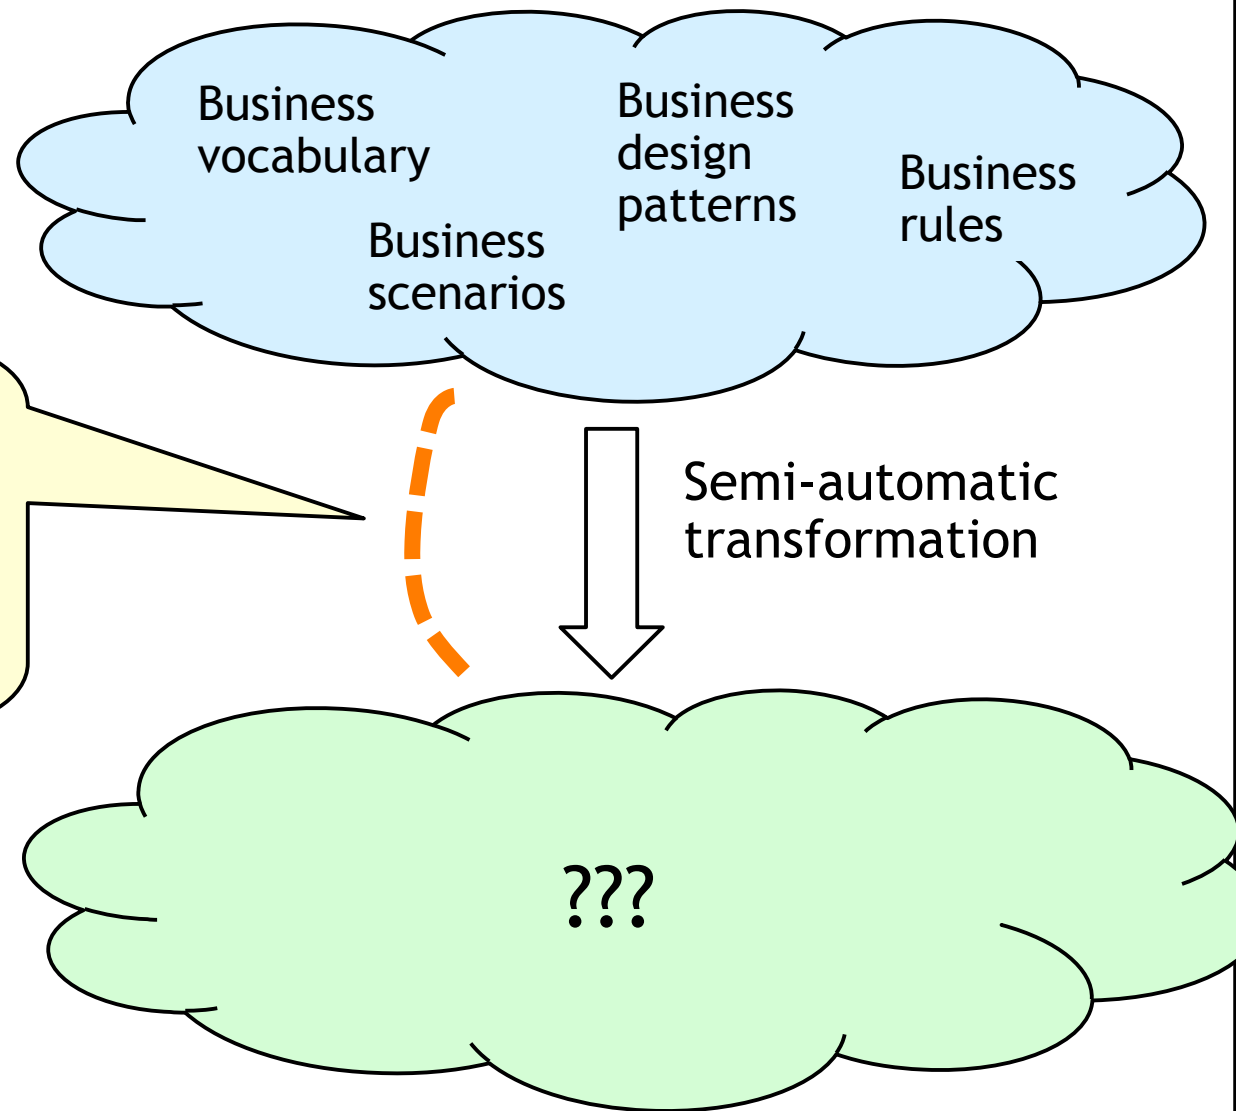 Business
vocabulary
Business
design
patterns
Business
rules
Business
scenarios
Semi-automatic
transformation
???